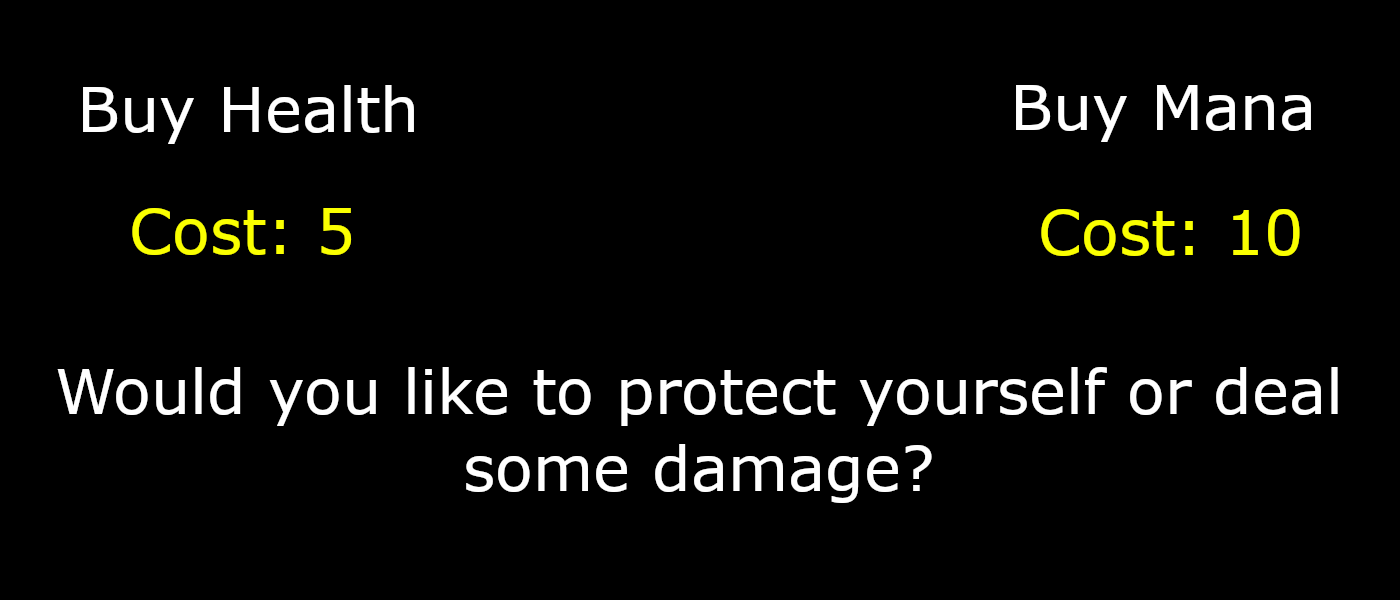 Buy Health
Buy Mana
Cost: 5
Cost: 10
Would you like to protect yourself or deal
some damage?